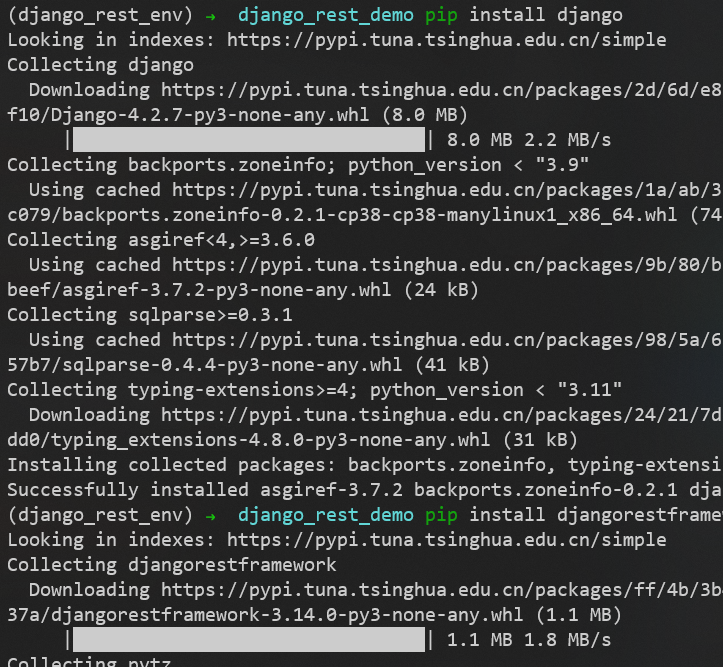 (django_rest_env) → django_rest_demo pip install django
Looking in indexes: https://pypi.tuna.tsinghua.edu.cn/simple
Collecting django
Downloading https://pypi.tuna.tsinghua.edu.cn/packages/2d/6d/e8
f10/Django-4.2.7-py3-none-any.whl (8.0 MB)
| | 8.0 MB 2.2 MB/s
Collecting backports.zoneinfo; python_version < "3.9"
Using cached https://pypi.tuna.tsinghua.edu.cn/packages/1a/ab/3
c079/backports.zoneinfo-0.2.1-cp38-cp38-manylinux1_x86_64.whl (74
Collecting asgiref<4,>=3.6.0
Using cached https://pypi.tuna.tsinghua.edu.cn/packages/9b/80/b
beef/asgiref-3.7.2-py3-none-any.whl (24 kB)
Collecting sqlparse>=0.3.1
Using cached https://pypi.tuna.tsinghua.edu.cn/packages/98/5a/6
57b7/sqlparse-0.4.4-py3-none-any.whl (41 kB)
Collecting typing-extensions>=4; python_version < "3.11"
Downloading https://pypi.tuna.tsinghua.edu.cn/packages/24/21/7d
dd0/typing_extensions-4.8.0-py3-none-any.whl (31 kB)
Installing collected packages: backports.zoneinfo, typing-extensi
Successfully installed asgiref-3.7.2 backports.zoneinfo-0.2.1 dja
(django_rest_env) → django_rest_demo pip install djangorestframew
Looking in indexes: https://pypi.tuna.tsinghua.edu.cn/simple
Collecting djangorestframework
Downloading https://pypi.tuna.tsinghua.edu.cn/packages/ff/4b/3b
37a/djangorestframework-3.14.0-py3-none-any.whl (1.1 MB)
| | 1.1 MB 1.8 MB/s
Collecting pytz